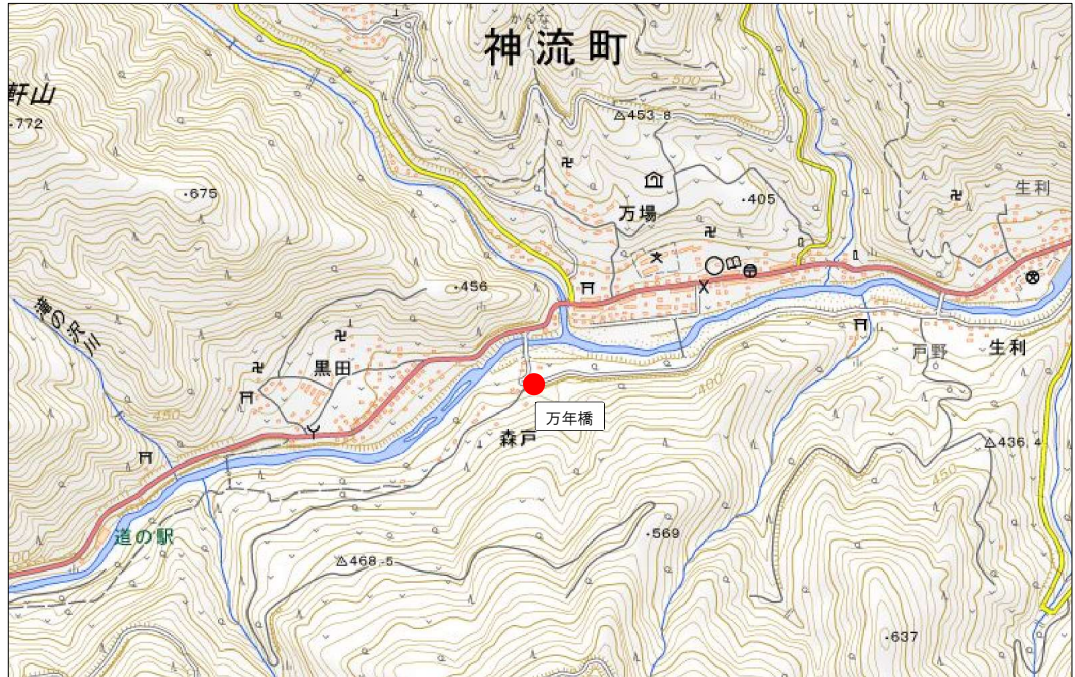 かんな
神流町
軒山
・772
500
△453.8
・675
万場
・405
生利
・456
滝の沢川
黒田
戸野
生利
400
450
万年橋
森戸
△436.4
450
道の駅
・569
△468.5
・637